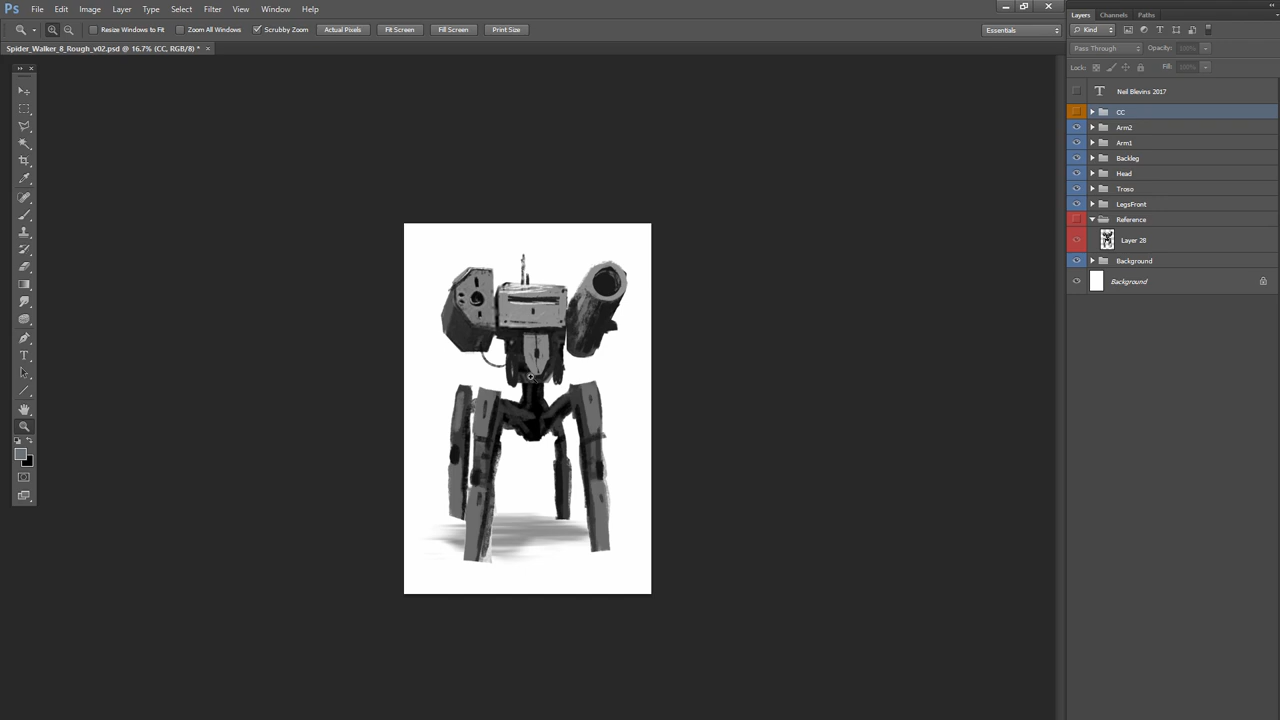 Ps File Edit Image Layer Type Select Filter View Window Help
Resize Windows to Fit Zoom All Windows Scrubby Zoom Actual Pixels Fit Screen Fill Screen Print Size Essentials
Spider_Walker_8_Rough_v02.psd @ 16.7% (CC, RGB/8) * ×
Layers Channels Paths
Kind
Pass Through Opacity: 100%
Lock: Fill: 100%
T Neil Blevins 2017
CC
Arm2
Arm1
Backleg
Head
Troso
LegsFront
Reference
Layer 28
Background
Background